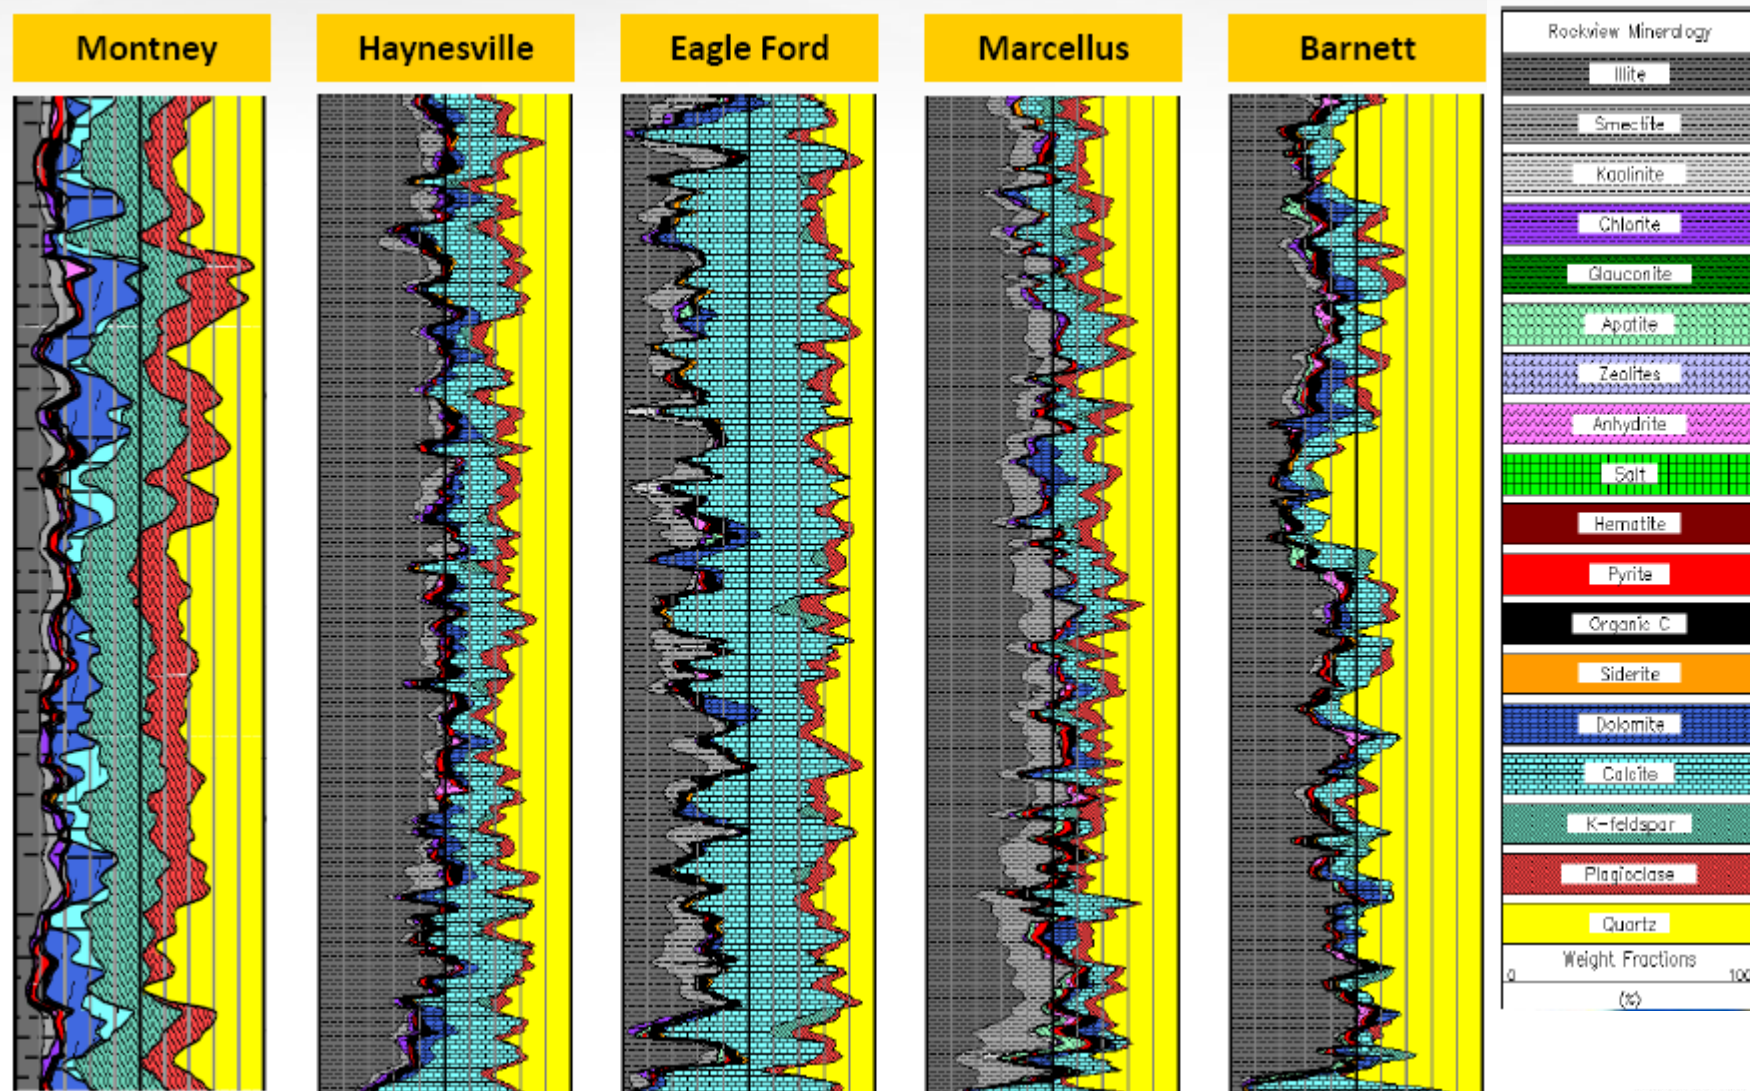 Montney
Haynesville
Eagle Ford
Marcellus
Barnett
Rockview Mineralogy
Illite
Smectite
Kaolinite
Chlorite
Glauconite
Apatite
Zeolites
Anhydrite
Salt
Hematite
Pyrite
Organic C
Siderite
Dolomite
Calcite
K-feldspar
Plagioclase
Quartz
Weight Fractions
0 100
(%)